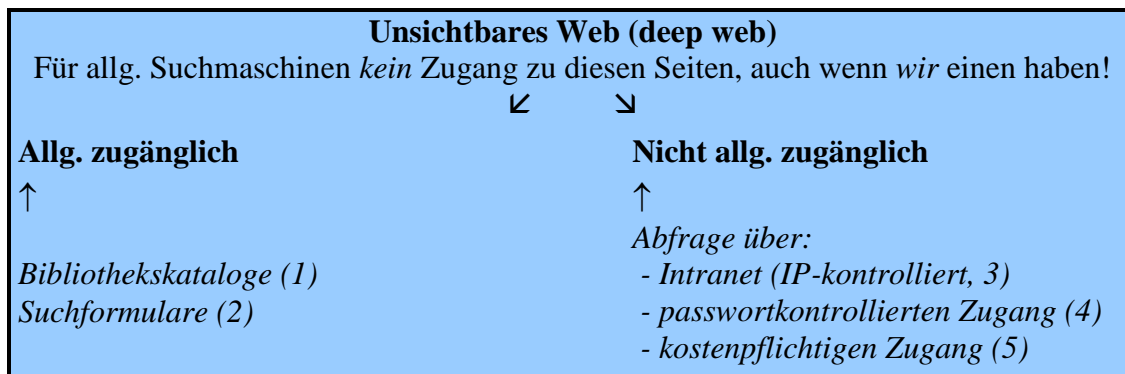 Unsichtbares Web (deep web)
Für allg. Suchmaschinen kein Zugang zu diesen Seiten, auch wenn wir einen haben!
↙ ↘
Allg. zugänglich
↑
Bibliothekskataloge (1)
Suchformulare (2)
Nicht allg. zugänglich
↑
Abfrage über:
- Intranet (IP-kontrolliert, 3)
- passwortkontrollierten Zugang (4)
- kostenpflichtigen Zugang (5)